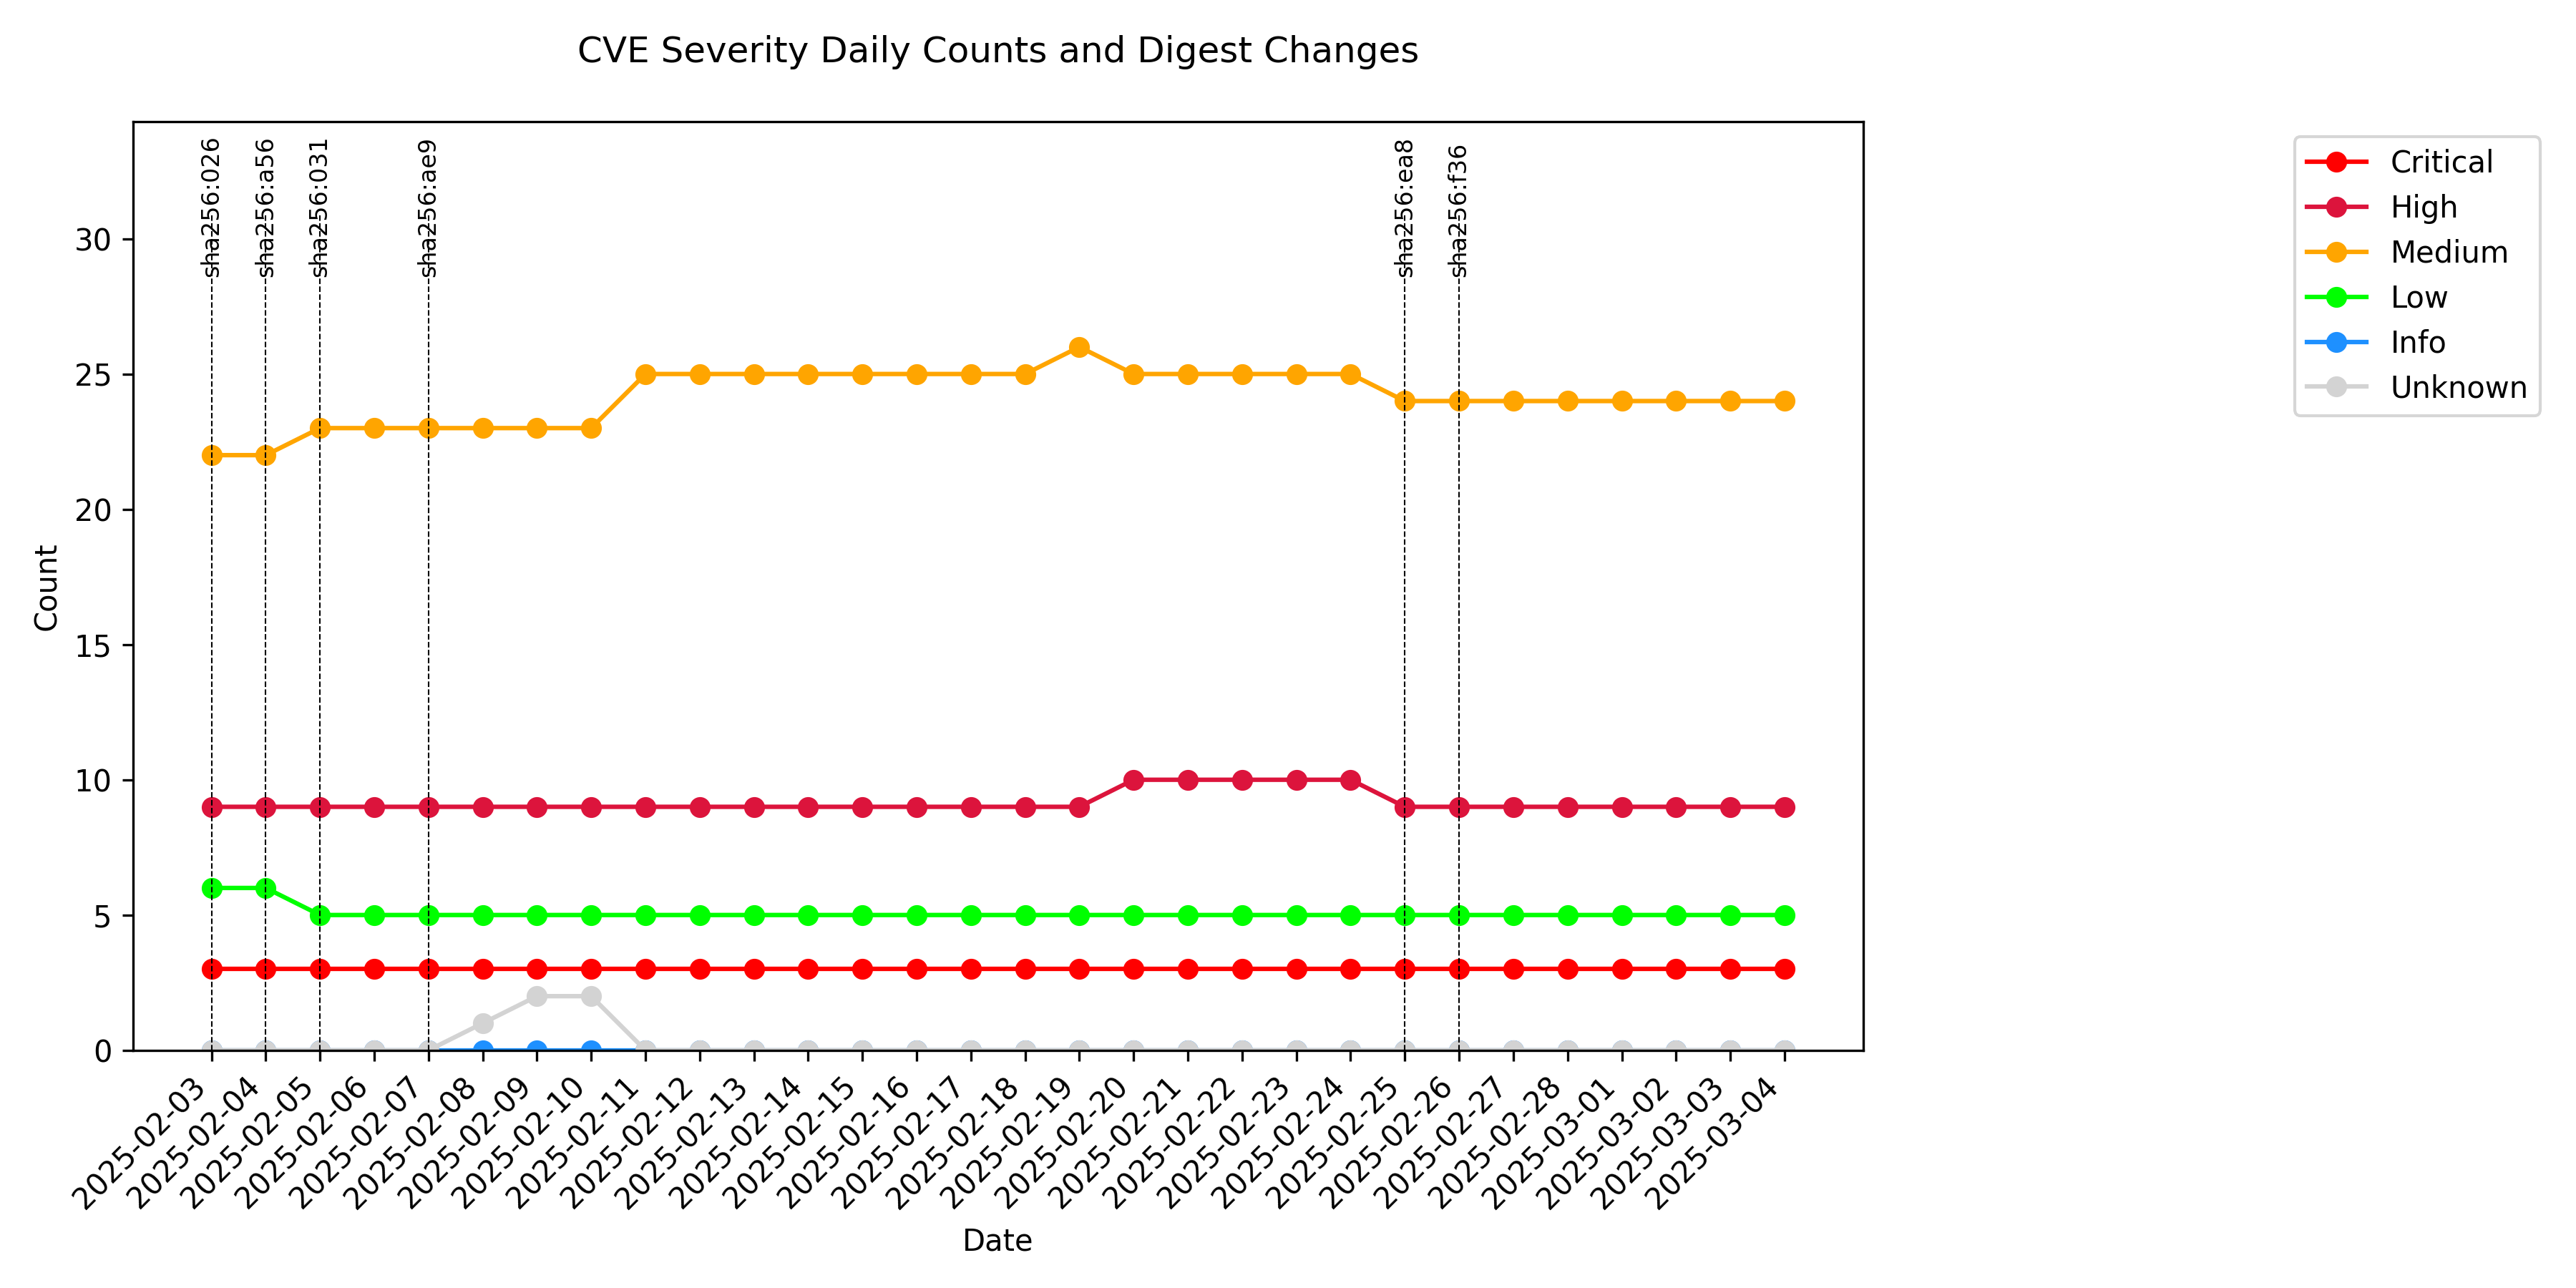 CVE Severity Daily Counts and Digest Changes
sha256:026
sha256:a56
sha256:031
sha256:ae9
sha256:ea8
sha256:f36
Critical
High
Medium
Low
Info
Unknown
Count
30
25
20
15
10
5
0
2025-02-03
2025-02-04
2025-02-05
2025-02-06
2025-02-07
2025-02-08
2025-02-09
2025-02-10
2025-02-11
2025-02-12
2025-02-13
2025-02-14
2025-02-15
2025-02-16
2025-02-17
2025-02-18
2025-02-19
2025-02-20
2025-02-21
2025-02-22
2025-02-23
2025-02-24
2025-02-25
2025-02-26
2025-02-27
2025-02-28
2025-03-01
2025-03-02
2025-03-03
2025-03-04
Date